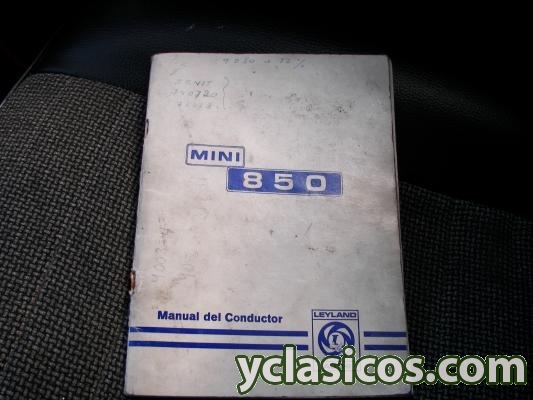 MINI
850
Manual del Conductor
LEYLAND
L
yclasicos.com